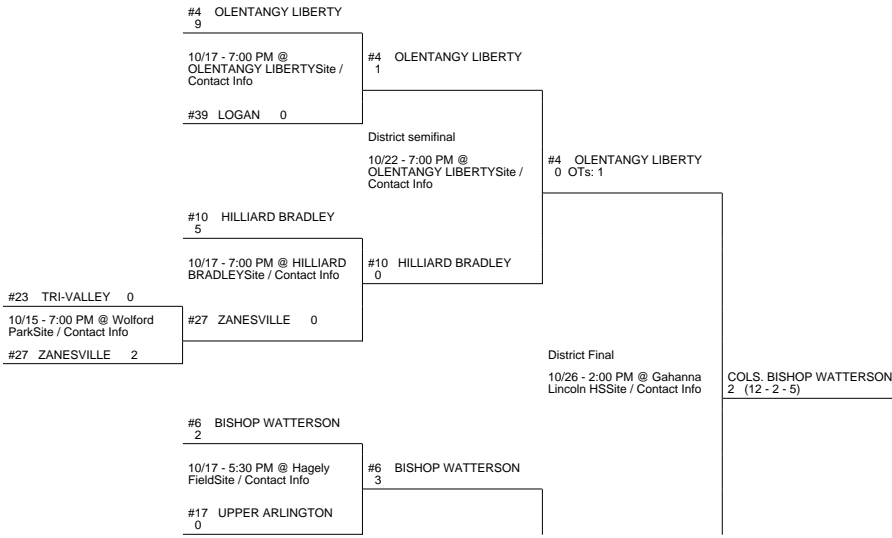 #4 OLENTANGY LIBERTY
9
10/17 - 7:00 PM @
OLENTANGY LIBERTYSite /
Contact Info
#39 LOGAN 0
#4 OLENTANGY LIBERTY
1
District semifinal
10/22 - 7:00 PM @
OLENTANGY LIBERTYSite /
Contact Info
#4 OLENTANGY LIBERTY
0 OTs: 1
#10 HILLIARD BRADLEY
5
10/17 - 7:00 PM @ HILLIARD
BRADLEYSite / Contact Info
#10 HILLIARD BRADLEY
0
#23 TRI-VALLEY 0
10/15 - 7:00 PM @ Wolford
ParkSite / Contact Info
#27 ZANESVILLE 2
#27 ZANESVILLE 0
District Final
10/26 - 2:00 PM @ Gahanna
Lincoln HSSite / Contact Info
COLS. BISHOP WATTERSON
2 (12 - 2 - 5)
#6 BISHOP WATTERSON
2
10/17 - 5:30 PM @ Hagely
FieldSite / Contact Info
#6 BISHOP WATTERSON
3
#17 UPPER ARLINGTON
0